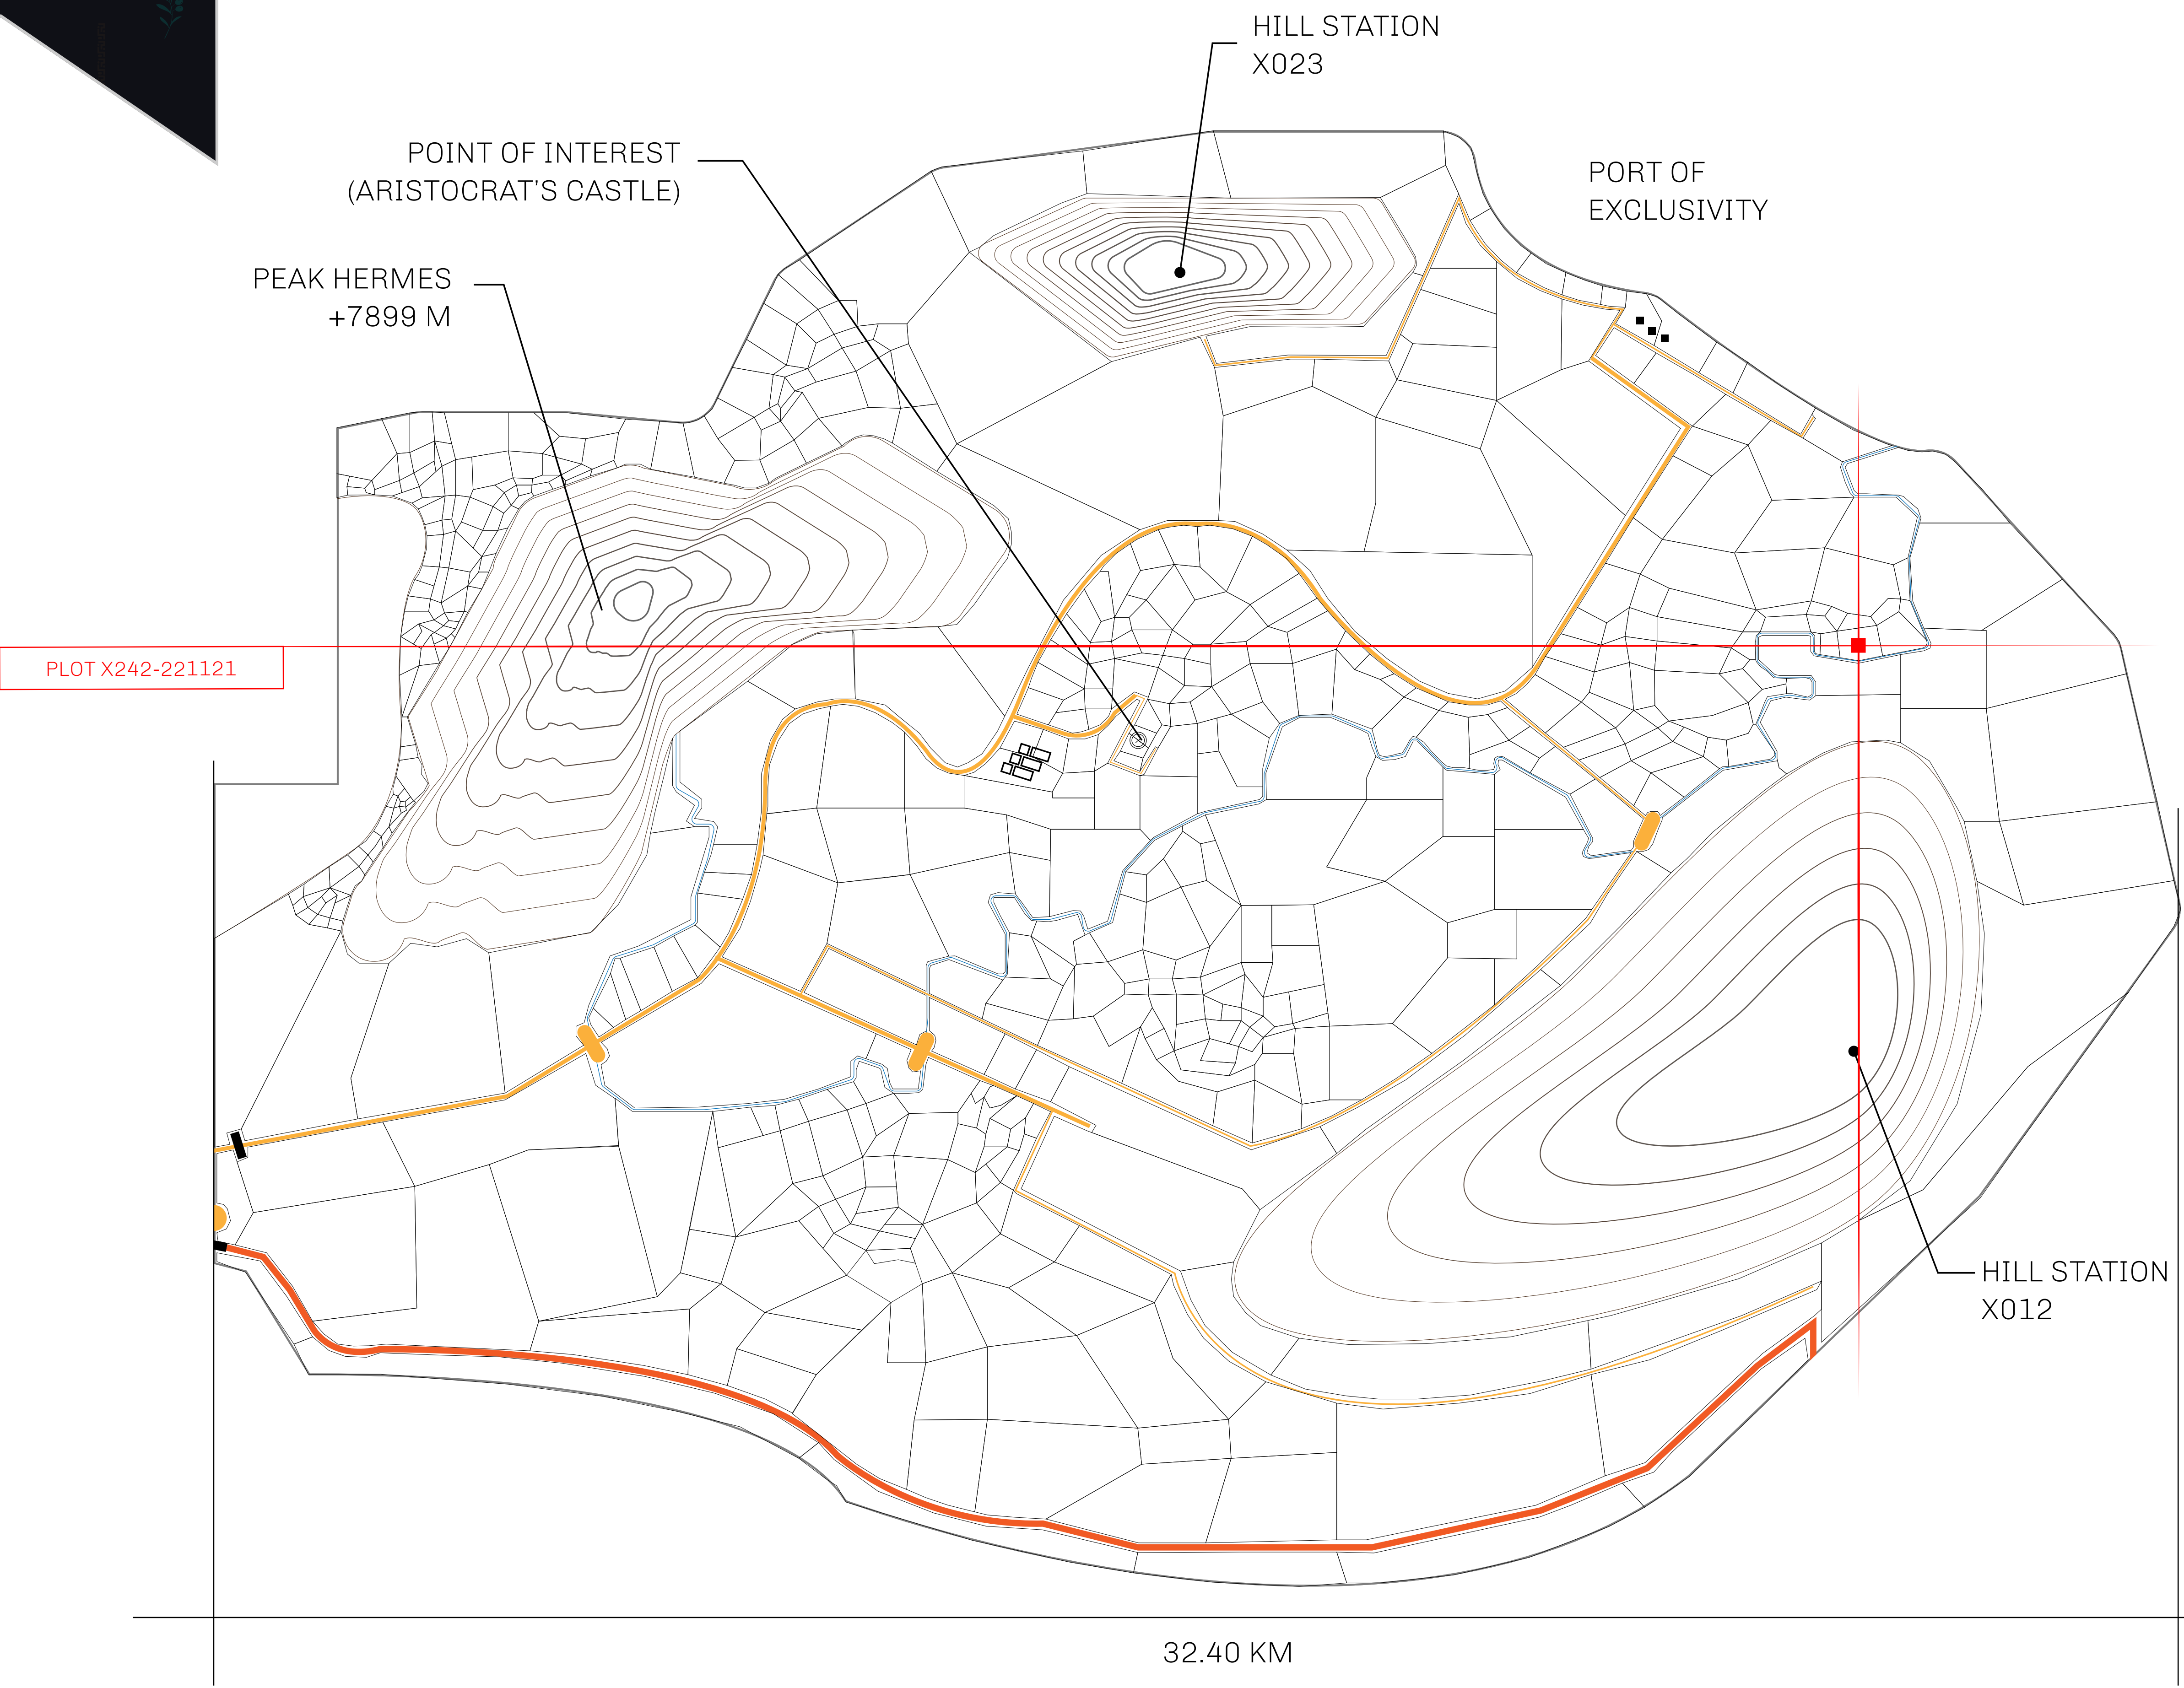 HILL STATION
X023
POINT OF INTEREST
(ARISTOCRAT'S CASTLE)
PORT OF
EXCLUSIVITY
PEAK HERMES
+7899 M
PLOT X242-221121
HILL STATION
X012
32.40 KM